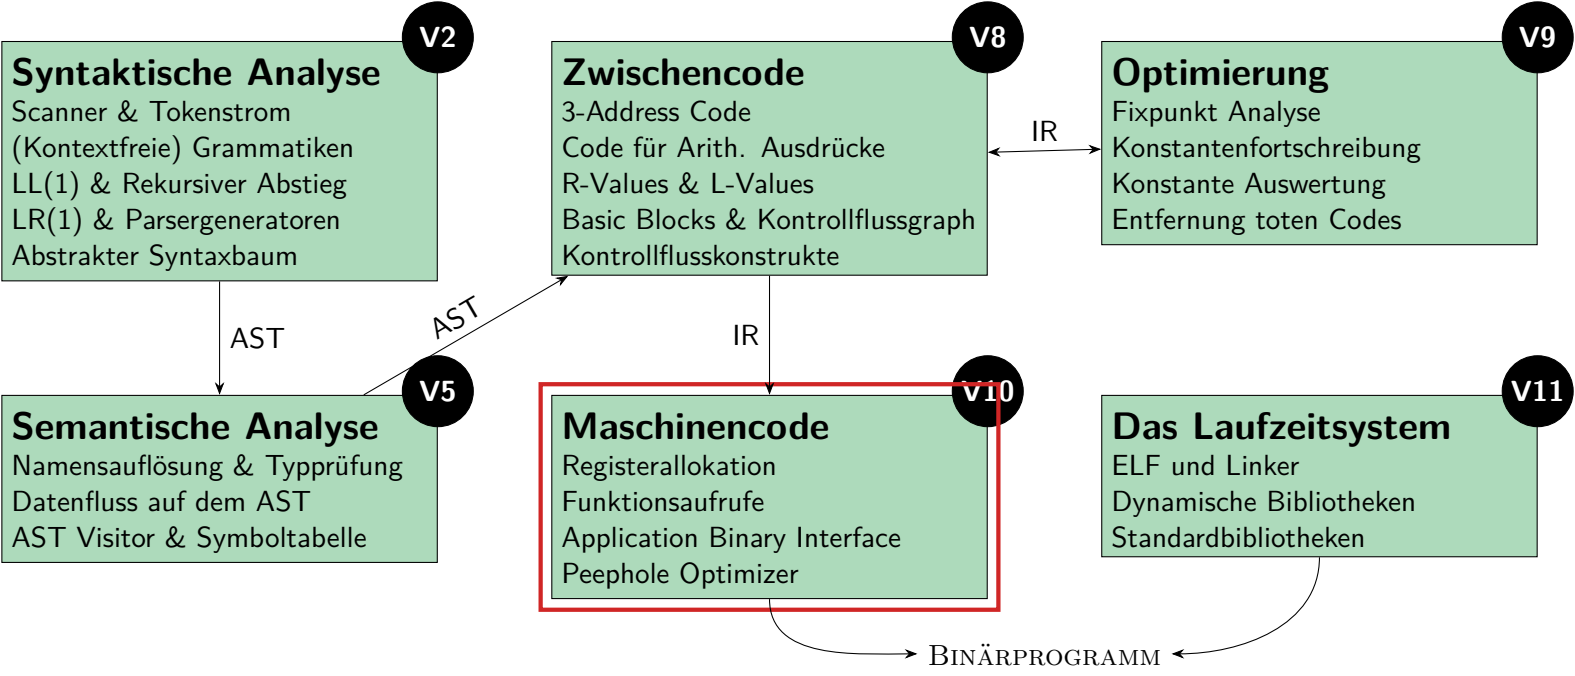 V2
Syntaktische Analyse
Scanner & Tokenstrom
(Kontextfreie) Grammatiken
LL(1) & Rekursiver Abstieg
LR(1) & Parsergeneratoren
Abstrakter Syntaxbaum
V8
Zwischencode
3-Address Code
Code für Arith. Ausdrücke
R-Values & L-Values
Basic Blocks & Kontrollflussgraph
Kontrollflusskonstrukte
IR
V9
Optimierung
Fixpunkt Analyse
Konstantenfortschreibung
Konstante Auswertung
Entfernung toten Codes
AST
AST
IR
V5
Semantische Analyse
Namensauflösung & Typprüfung
Datenfluss auf dem AST
AST Visitor & Symboltabelle
V10
Maschinencode
Registerallokation
Funktionsaufrufe
Application Binary Interface
Peephole Optimizer
V11
Das Laufzeitsystem
ELF und Linker
Dynamische Bibliotheken
Standardbibliotheken
BINÄRPROGRAMM